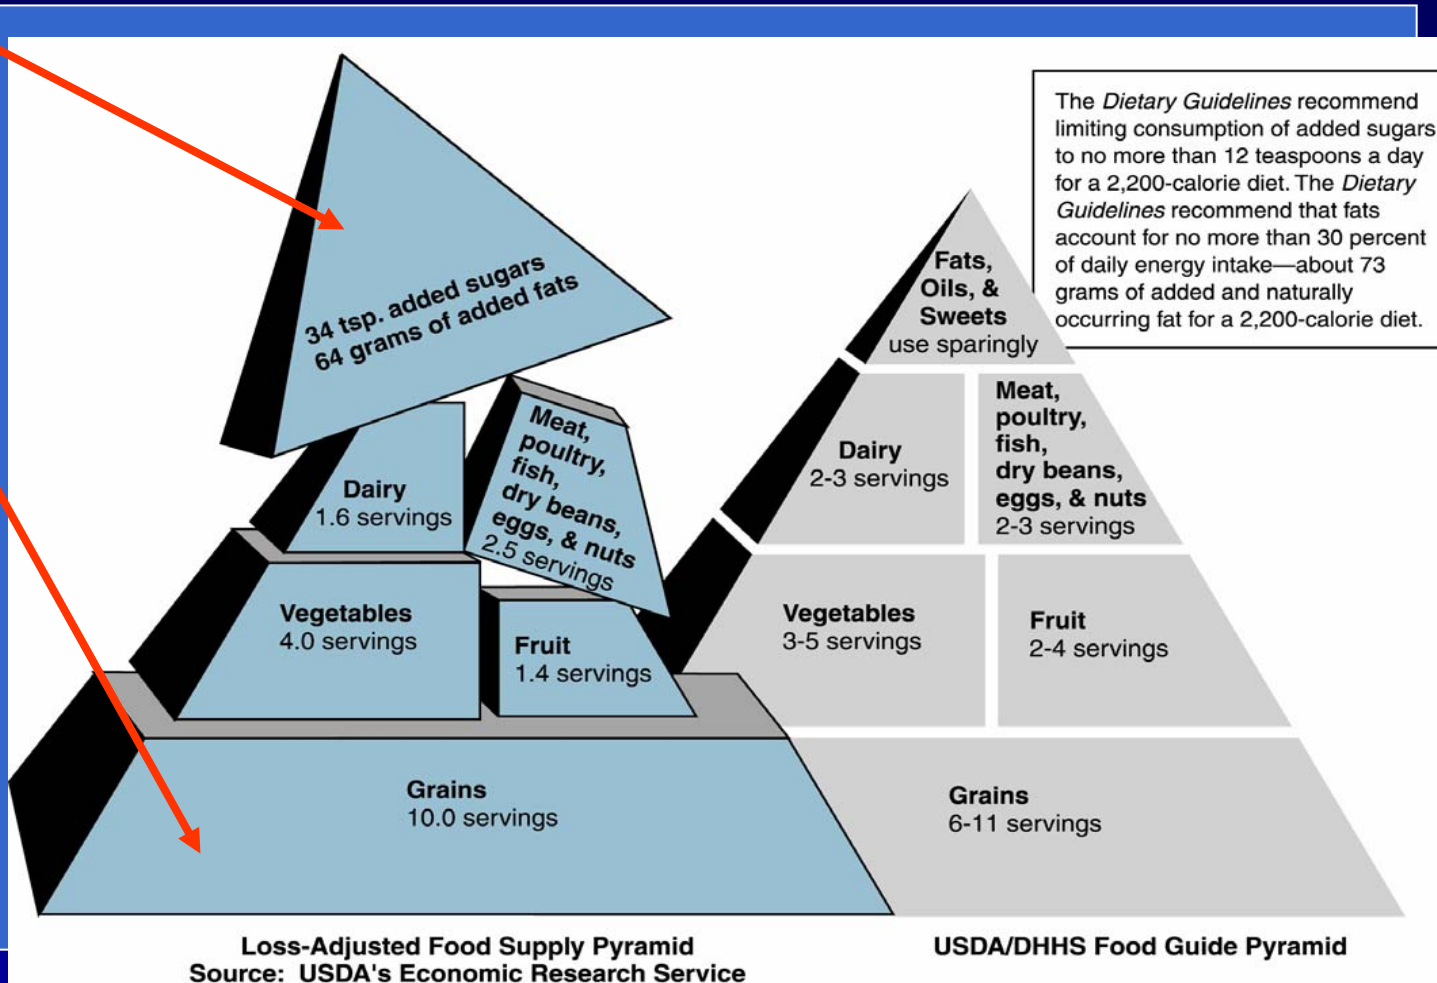 34 tsp. added sugars
64 grams of added fats
Dairy
1.6 servings
Meat,
poultry,
fish,
dry beans,
eggs, & nuts
2.5 servings
Vegetables
4.0 servings
Fruit
1.4 servings
Grains
10.0 servings
Loss-Adjusted Food Supply Pyramid
Source: USDA's Economic Research Service
The Dietary Guidelines recommend
limiting consumption of added sugars
to no more than 12 teaspoons a day
for a 2,200-calorie diet. The Dietary
Guidelines recommend that fats
account for no more than 30 percent
of daily energy intake—about 73
grams of added and naturally
occurring fat for a 2,200-calorie diet.
Fats,
Oils, &
Sweets
use sparingly
Dairy
2-3 servings
Meat,
poultry,
fish,
dry beans,
eggs, & nuts
2-3 servings
Vegetables
3-5 servings
Fruit
2-4 servings
Grains
6-11 servings
USDA/DHHS Food Guide Pyramid